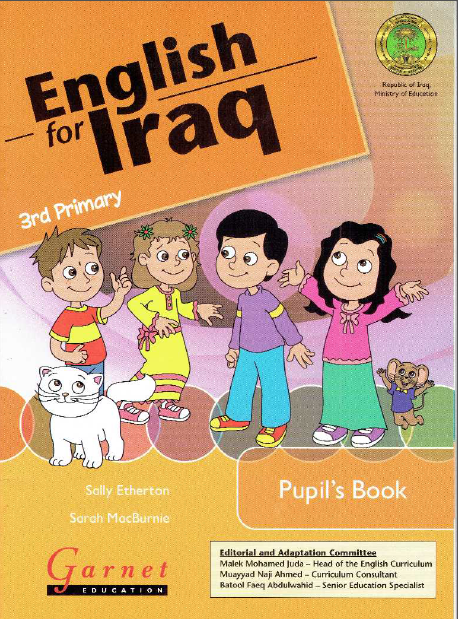 English
for Iraq
3rd Primary
Republic of Iraq,
Ministry of Education
Sally Etherton
Sarah MacBurnie
Pupil's Book
Garnet
EDUCATION
Editorial and Adaptation Committee
Malek Mohamed Juda – Head of the English Curriculum
Muayyad Naji Ahmed – Curriculum Consultant
Batool Faeq Abdulwahid – Senior Education Specialist